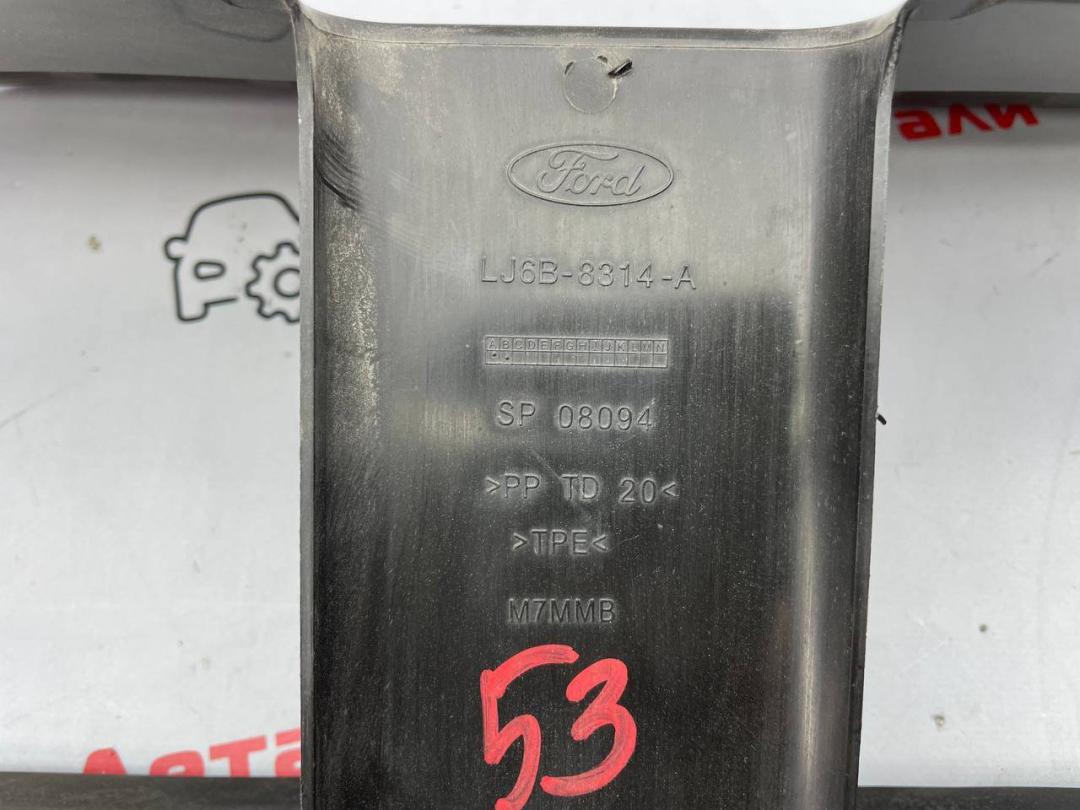 Ford
LJ6B-8314-A
ABCDEFGHIJKLMN
SP 08094
>PP TD 20<
>TPE<
M7MMB
53